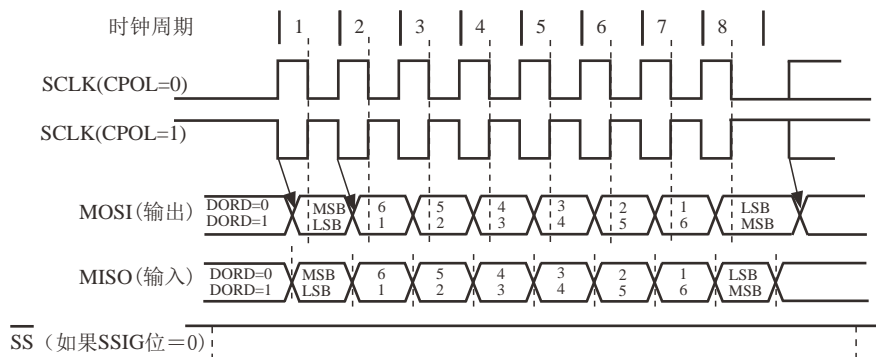 时钟周期 1 2 3 4 5 6 7 8
SCLK(CPOL=0)
SCLK(CPOL=1)
MOSI(输出) DORD=0 MSB 6 5 4 3 2 1 LSB
DORD=1 LSB 1 2 3 4 5 6 MSB
MISO(输入) DORD=0 MSB 6 5 4 3 2 1 LSB
DORD=1 LSB 1 2 3 4 5 6 MSB
SS（如果SSIG位＝0）